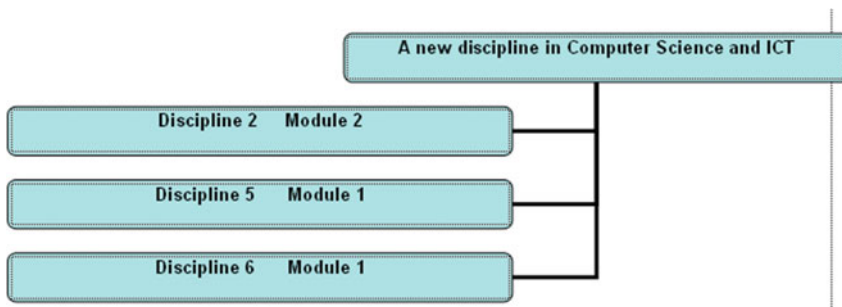 A new discipline in Computer Science and ICT
Discipline 2 Module 2
Discipline 5 Module 1
Discipline 6 Module 1